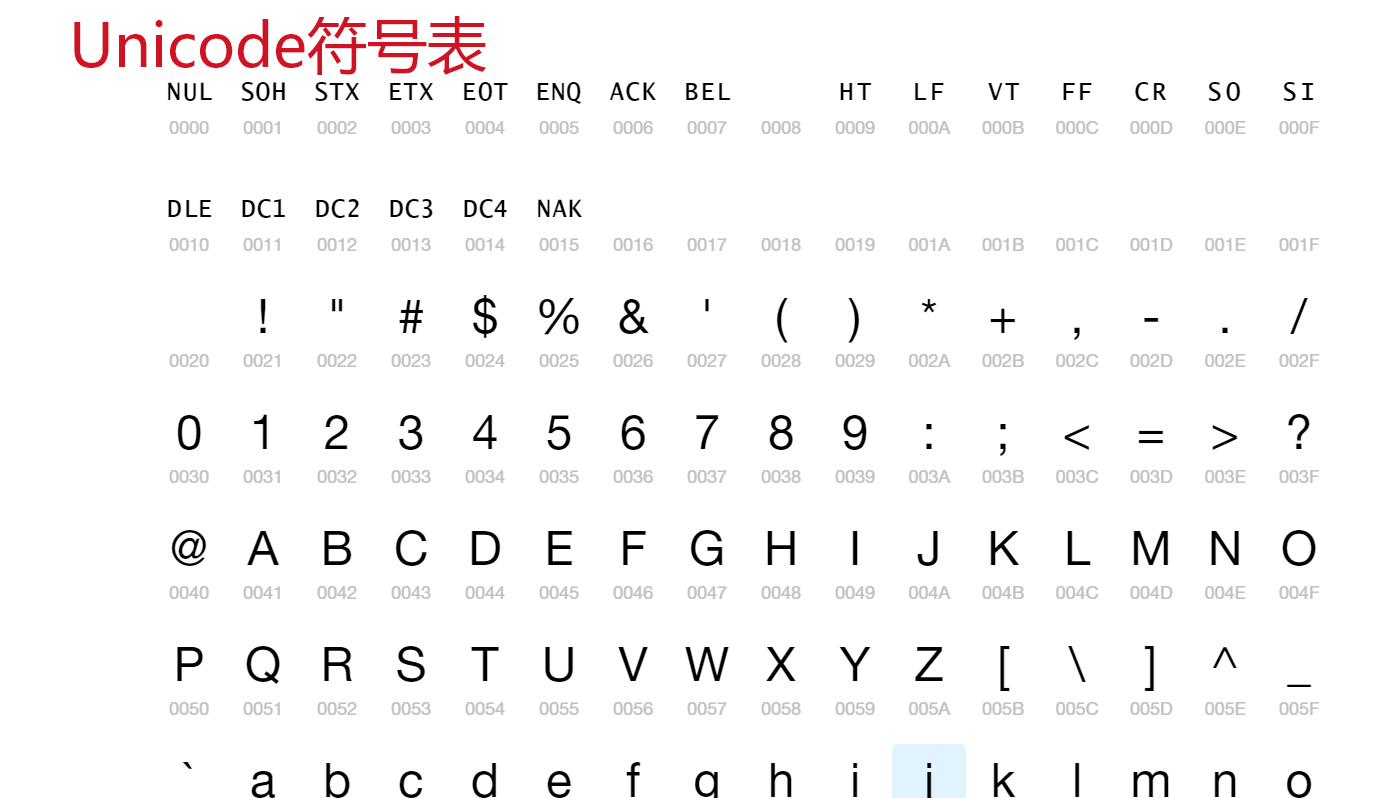 Unicode符号表
NUL SOH STX ETX EOT ENQ ACK BEL HT LF VT FF CR SO SI
0000 0001 0002 0003 0004 0005 0006 0007 0008 0009 000A 000B 000C 000D 000E 000F
DLE DC1 DC2 DC3 DC4 NAK
0010 0011 0012 0013 0014 0015 0016 0017 0018 0019 001A 001B 001C 001D 001E 001F
! " # $ % & ' ( ) * + , - . /
0020 0021 0022 0023 0024 0025 0026 0027 0028 0029 002A 002B 002C 002D 002E 002F
0 1 2 3 4 5 6 7 8 9 : ; < = > ?
0030 0031 0032 0033 0034 0035 0036 0037 0038 0039 003A 003B 003C 003D 003E 003F
@ A B C D E F G H I J K L M N O
0040 0041 0042 0043 0044 0045 0046 0047 0048 0049 004A 004B 004C 004D 004E 004F
P Q R S T U V W X Y Z [ \ ] ^ _
0050 0051 0052 0053 0054 0055 0056 0057 0058 0059 005A 005B 005C 005D 005E 005F
` a b c d e f g h i j k l m n o